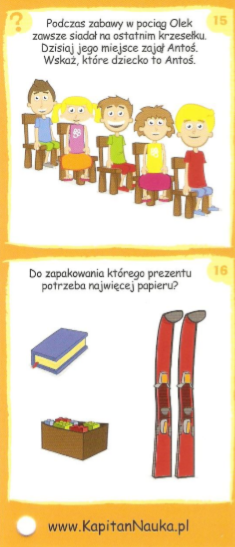 ?
15
Podczas zabawy w pociąg Olek
zawsze siadał na ostatnim krzesełku.
Dzisiaj jego miejsce zajął Antoś.
Wskaż, które dziecko to Antoś.
16
Do zapakowania którego prezentu
potrzeba najwięcej papieru?
www.KapitanNauka.pl